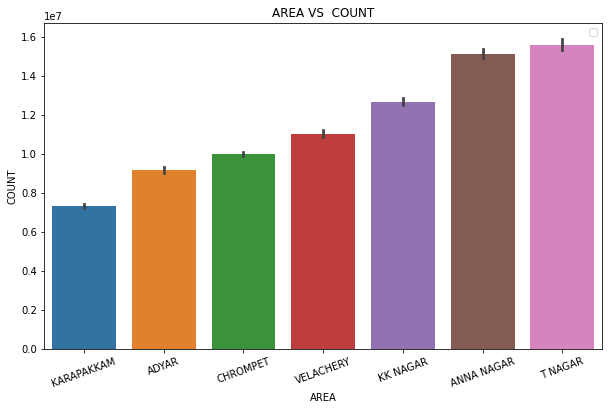 AREA VS  COUNT
1e7
1.6
1.4
1.2
1.0
0.8
0.6
0.4
0.2
0.0
COUNT
KARAPAKKAM
ADYAR
CHROMPET
VELACHERY
KK NAGAR
ANNA NAGAR
T NAGAR
AREA